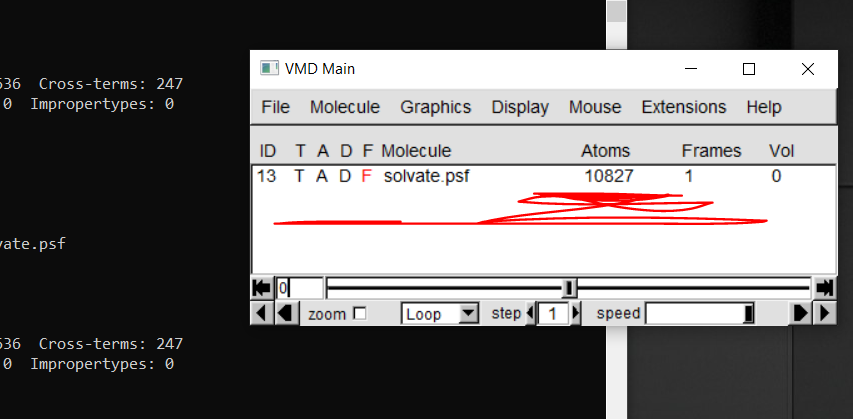 536 Cross-terms: 247
0 Impropertypes: 0
vate.psf
536 Cross-terms: 247
0 Impropertypes: 0
VMD Main
File Molecule Graphics Display Mouse Extensions Help
ID T A D F Molecule Atoms Frames Vol
13 T A D F solvate.psf 10827 1 0
0
zoom Loop step 1 speed